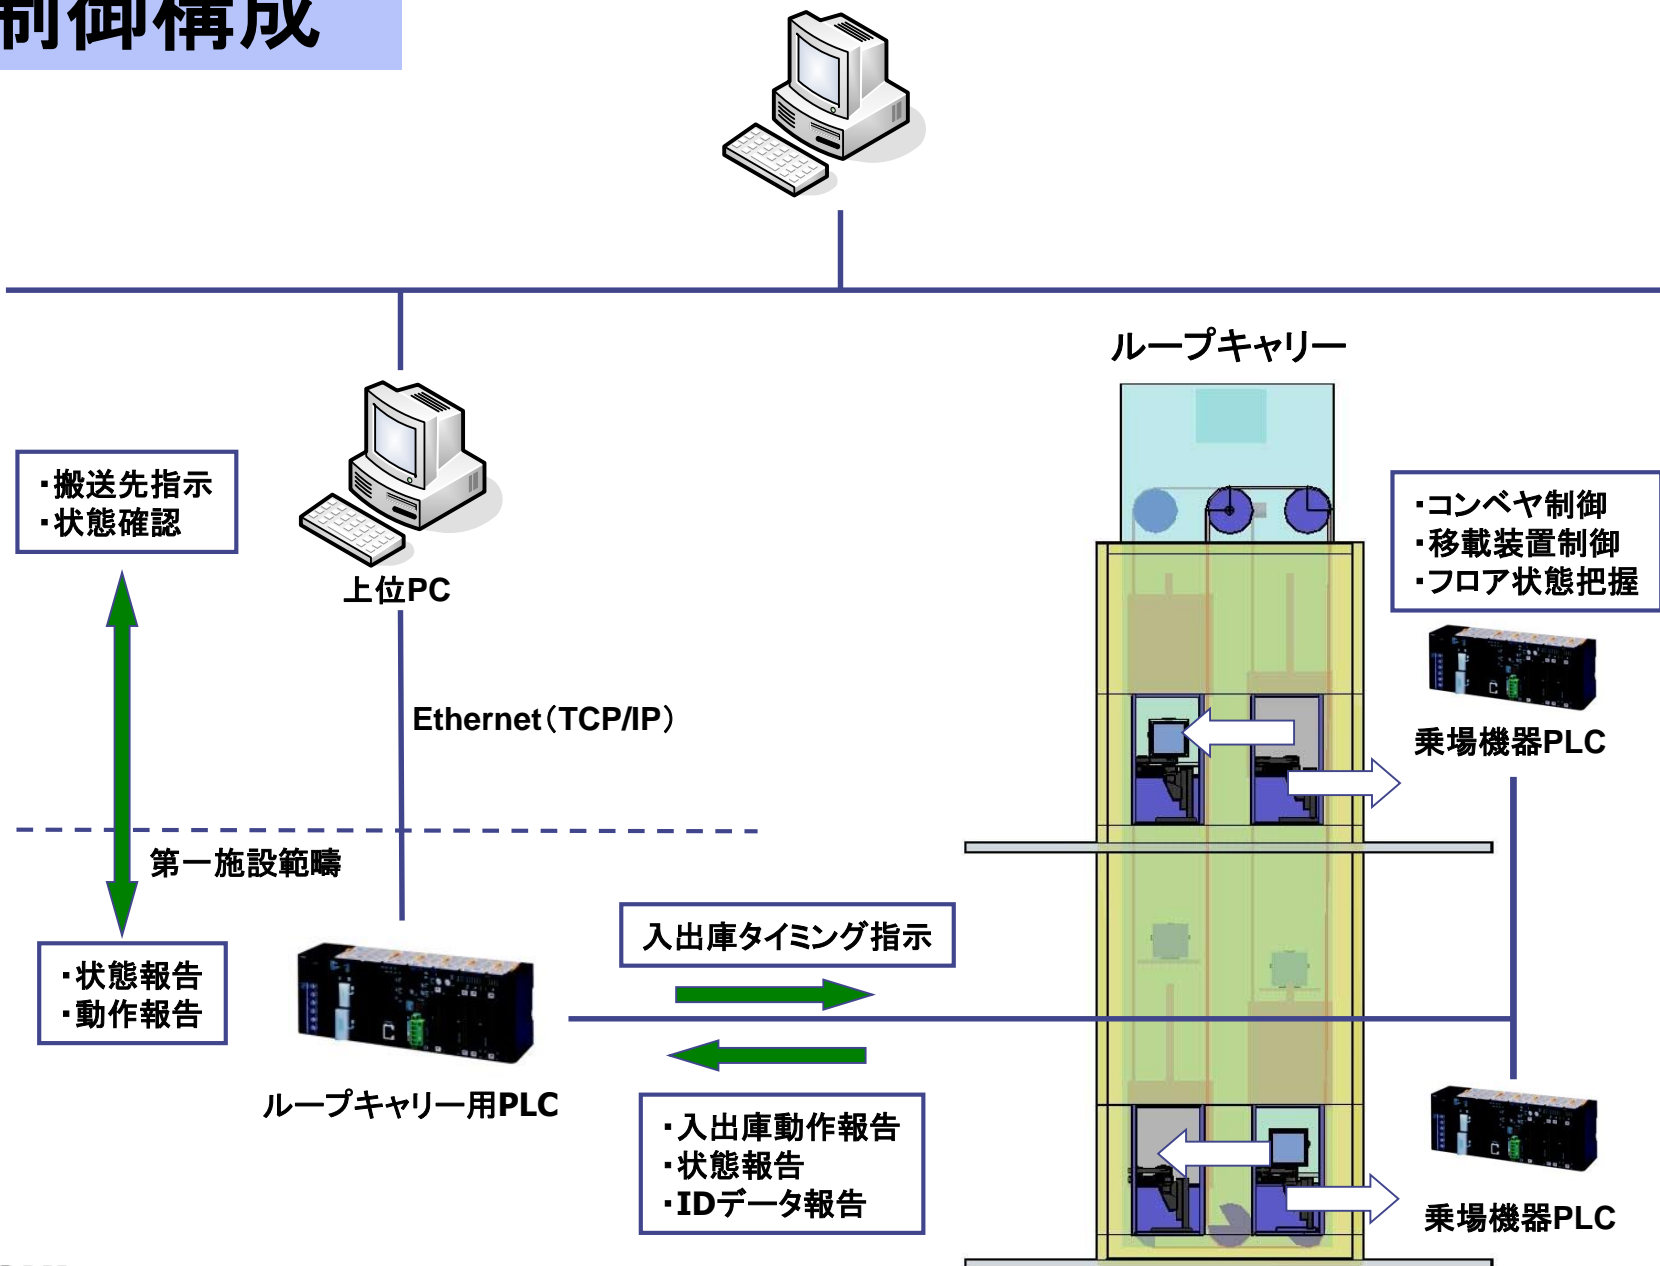 制御構成
ループキャリー
・搬送先指示
・状態確認
上位PC
・コンベヤ制御
・移載装置制御
・フロア状態把握
乗場機器PLC
Ethernet（TCP/IP）
第一施設範疇
入出庫タイミング指示
・状態報告
・動作報告
ループキャリー用PLC
・入出庫動作報告
・状態報告
・IDデータ報告
乗場機器PLC